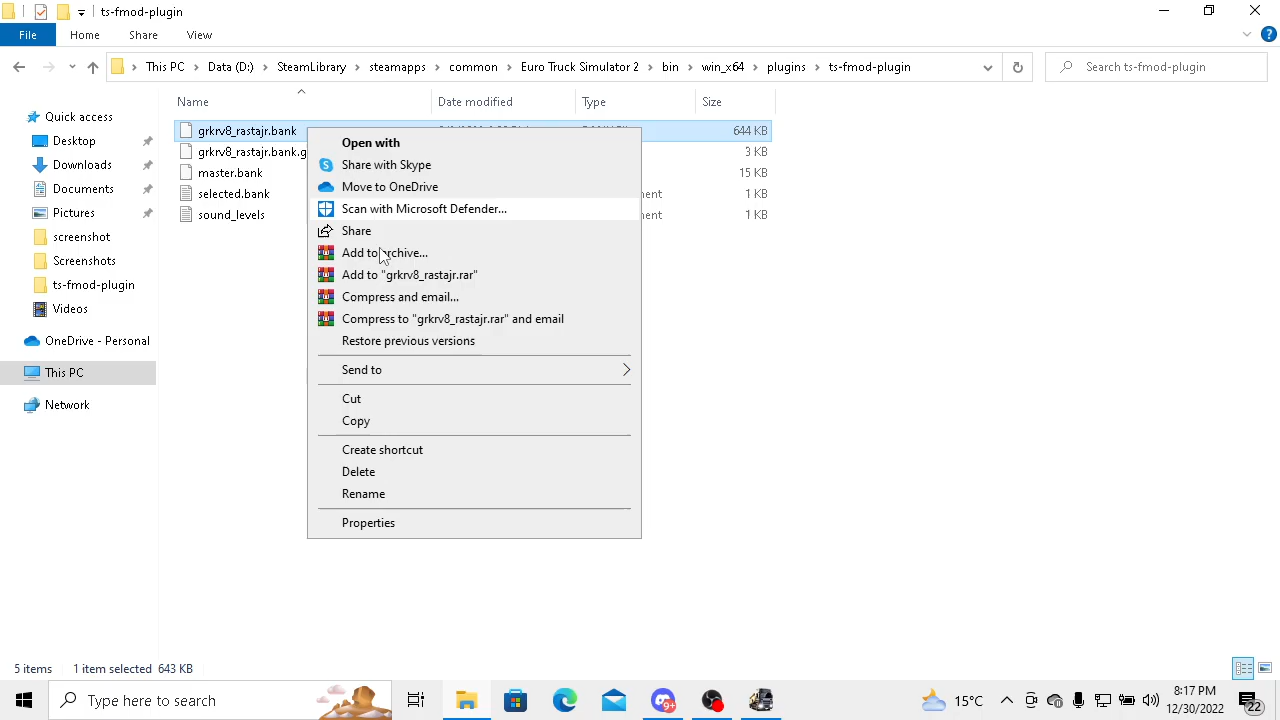 ts-fmod-plugin
File Home Share View
This PC Data (D:) SteamLibrary steamapps common Euro Truck Simulator 2 bin win_x64 plugins ts-fmod-plugin Search ts-fmod-plugin
Name Date modified Type Size
Quick access
Desktop
Downloads
Documents
Pictures
screenshot
Screenshots
ts-fmod-plugin
Videos
OneDrive - Personal
This PC
Network
grkrv8_rastajr.bank 644 KB
grkrv8_rastajr.bank.g 3 KB
master.bank 15 KB
selected.bank ent 1 KB
sound_levels ent 1 KB
Open with
Share with Skype
Move to OneDrive
Scan with Microsoft Defender...
Share
Add to archive...
Add to "grkrv8_rastajr.rar"
Compress and email...
Compress to "grkrv8_rastajr.rar" and email
Restore previous versions
Send to
Cut
Copy
Create shortcut
Delete
Rename
Properties
5 items 1 item selected 643 KB
Type here to search
9+
15°C
8:17 PM
12/30/2022
22